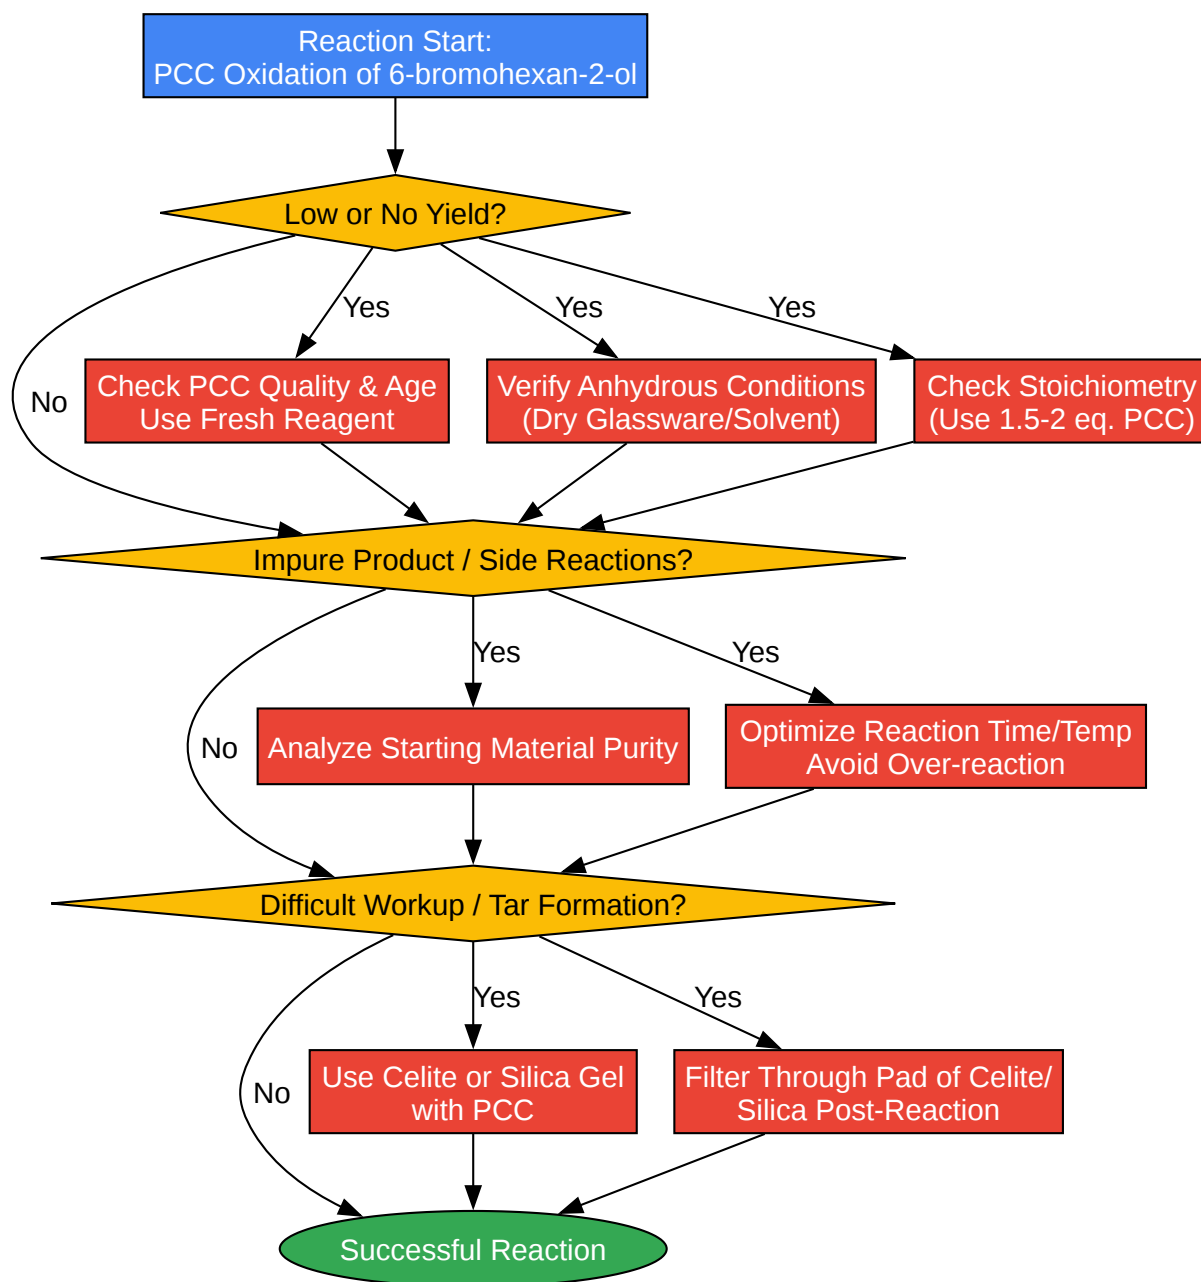 Reaction Start:
PCC Oxidation of 6-bromohexan-2-ol
Low or No Yield?
Yes
Yes
Yes
No
Check PCC Quality & Age
Use Fresh Reagent
Verify Anhydrous Conditions
(Dry Glassware/Solvent)
Check Stoichiometry
(Use 1.5-2 eq. PCC)
Impure Product / Side Reactions?
Yes
Yes
No
Analyze Starting Material Purity
Optimize Reaction Time/Temp
Avoid Over-reaction
Difficult Workup / Tar Formation?
Yes
Yes
No
Use Celite or Silica Gel
with PCC
Filter Through Pad of Celite/
Silica Post-Reaction
Successful Reaction